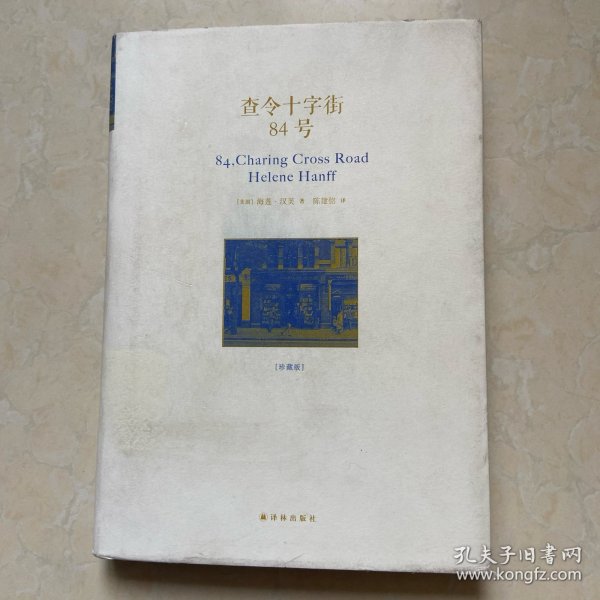 查令十字街
84号
84,Charing Cross Road
Helene Hanff
[美国] 海莲·汉芙 著 陈建铭 译
[珍藏版]
译林出版社
孔夫子旧书网
www.kongfz.com